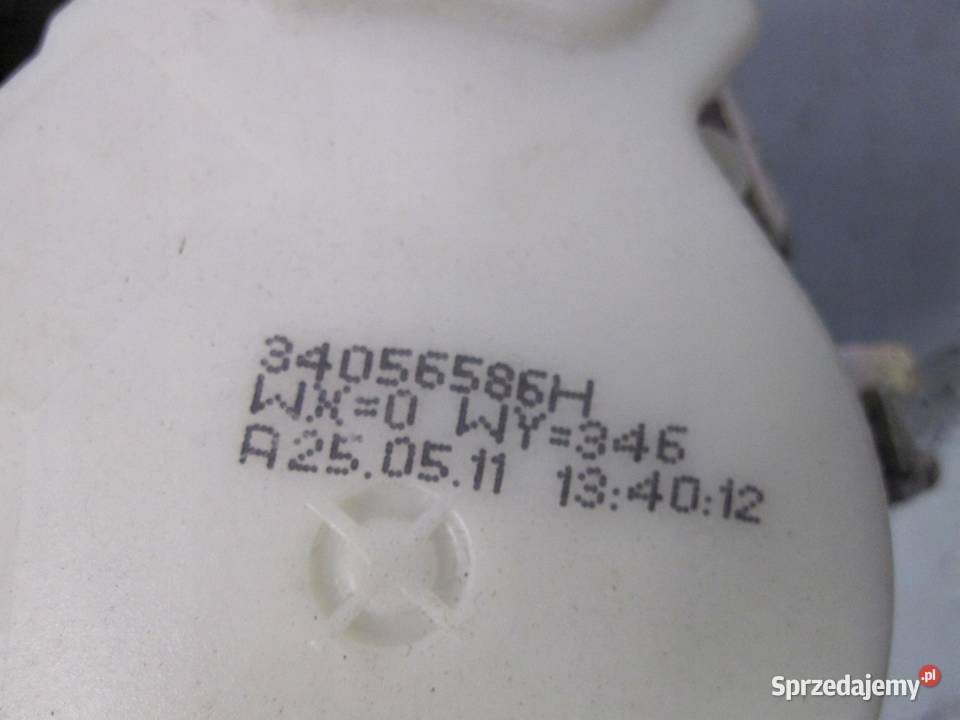 34056586H
WX=0 WY=346
A25.05.11 13:40:12
Sprzedajemy.pl